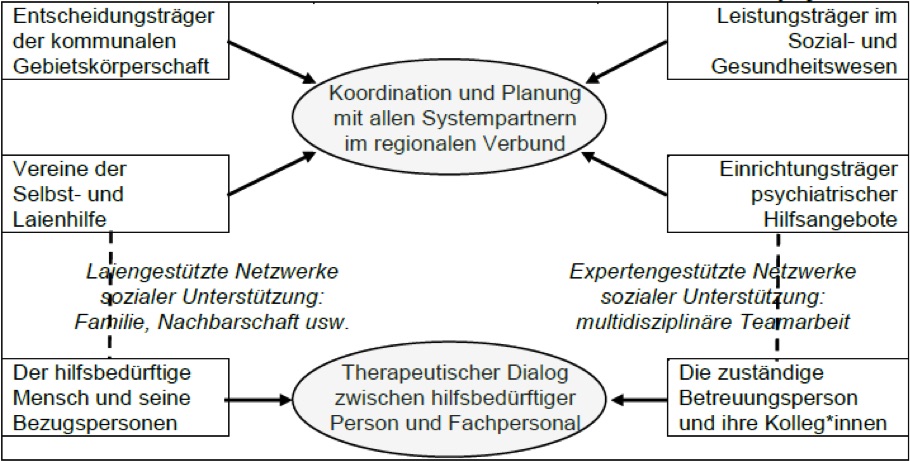 Entscheidungsträger
der kommunalen
Gebietskörperschaft
Leistungsträger im
Sozial- und
Gesundheitswesen
Koordination und Planung
mit allen Systempartnern
im regionalen Verbund
Vereine der
Selbst- und
Laienhilfe
Einrichtungsträger
psychiatrischer
Hilfsangebote
Laiengestützte Netzwerke
sozialer Unterstützung:
Familie, Nachbarschaft usw.
Expertengestützte Netzwerke
sozialer Unterstützung:
multidisziplinäre Teamarbeit
Der hilfsbedürftige
Mensch und seine
Bezugspersonen
Therapeutischer Dialog
zwischen hilfsbedürftiger
Person und Fachpersonal
Die zuständige
Betreuungsperson
und ihre Kolleg*innen